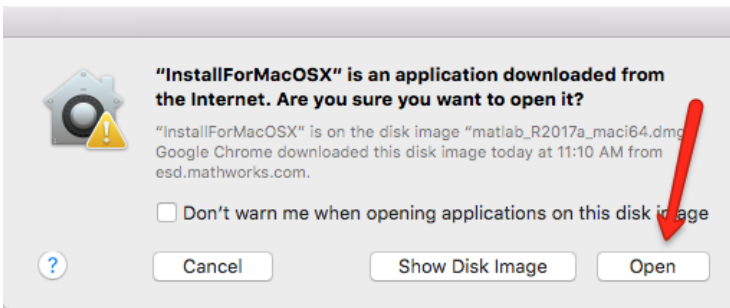 “InstallForMacOSX“ is an application downloaded from
the Internet. Are you sure you want to open it?
“InstallForMacOSX” is on the disk image “matlab_R2017a_maci64.dmg
Google Chrome downloaded this disk image today at 11:10 AM from
esd.mathworks.com.
Don’t warn me when opening applications on this disk image
? Cancel Show Disk Image Open